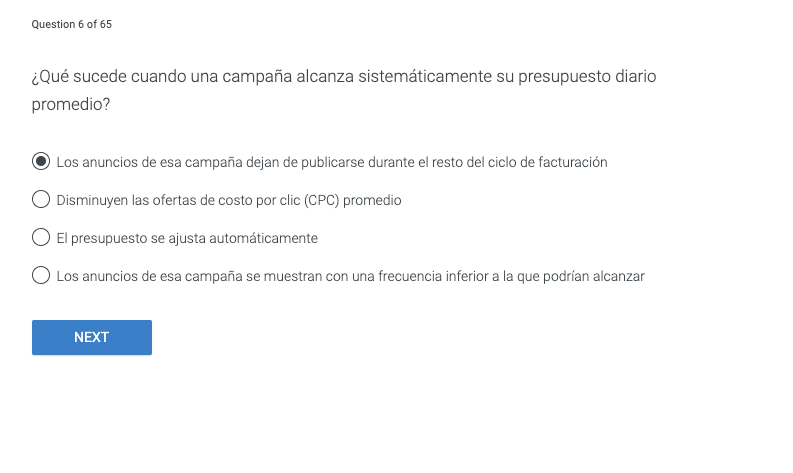 Question 6 of 65
¿Qué sucede cuando una campaña alcanza sistemáticamente su presupuesto diario
promedio?
Los anuncios de esa campaña dejan de publicarse durante el resto del ciclo de facturación
Disminuyen las ofertas de costo por clic (CPC) promedio
El presupuesto se ajusta automáticamente
Los anuncios de esa campaña se muestran con una frecuencia inferior a la que podrían alcanzar
NEXT